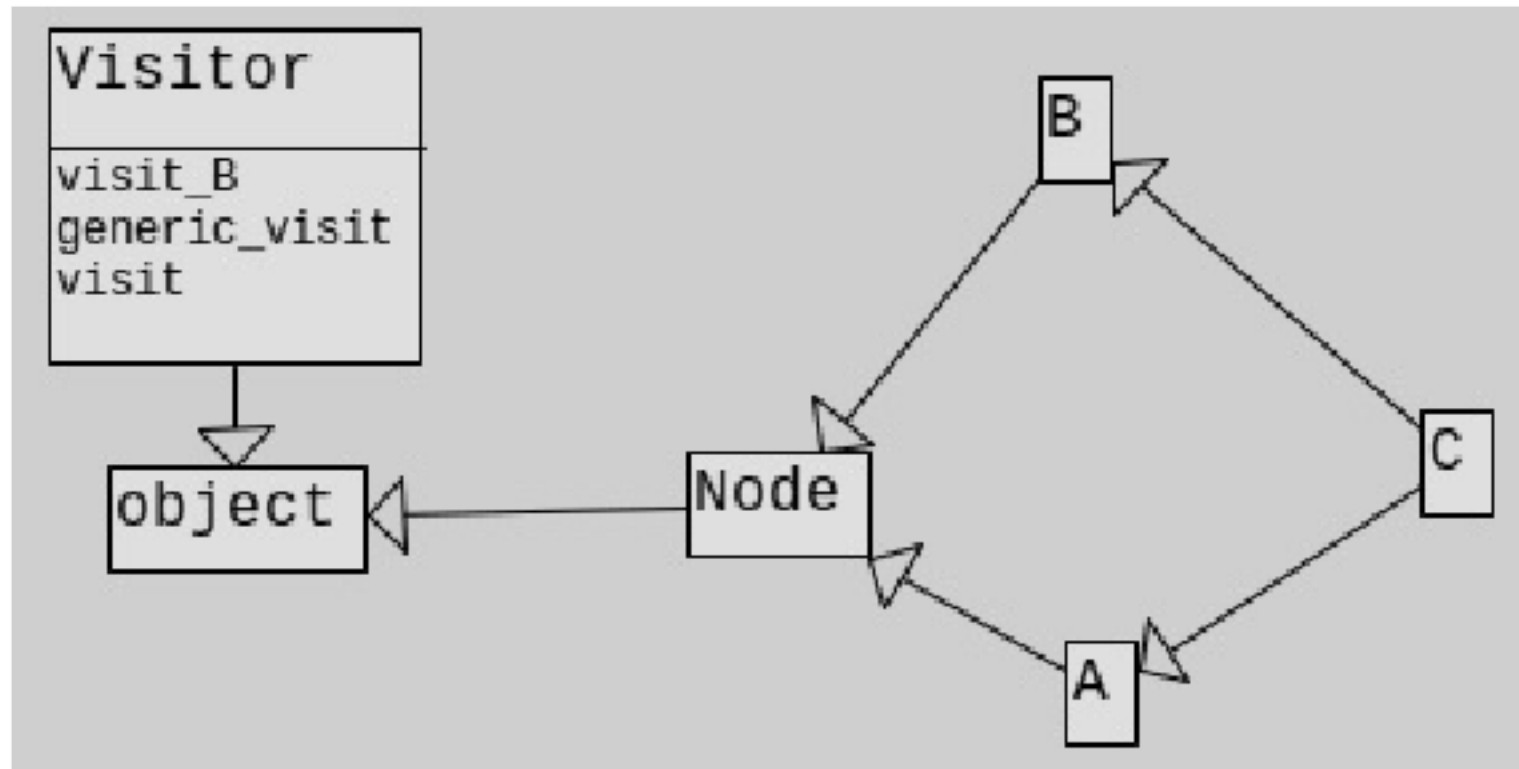 Visitor
visit_B
generic_visit
visit
object
Node
B
A
C